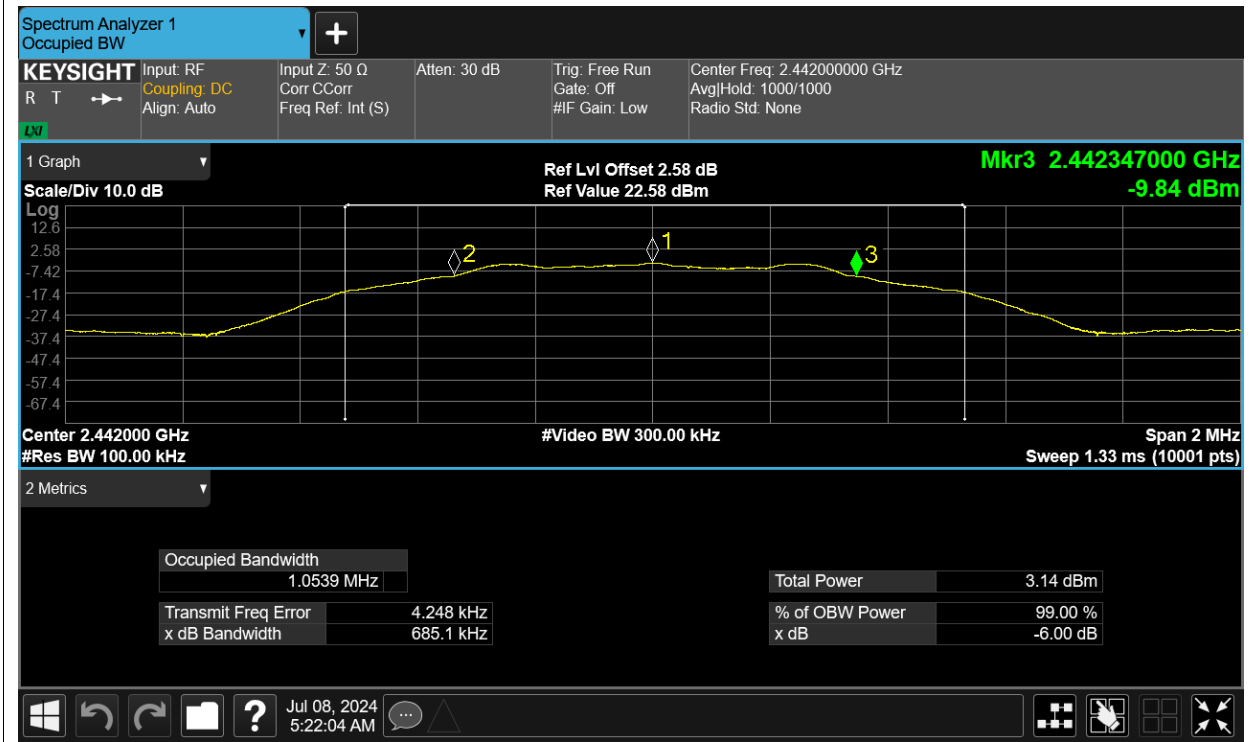 Spectrum Analyzer 1
Occupied BW
KEYSIGHT
R T
LXI
Input: RF
Coupling: DC
Align: Auto
Input Z: 50 Ω
Corr CCorr
Freq Ref: Int (S)
Atten: 30 dB
Trig: Free Run
Gate: Off
#IF Gain: Low
Center Freq: 2.442000000 GHz
Avg|Hold: 1000/1000
Radio Std: None
1 Graph
Scale/Div 10.0 dB
Ref Lvl Offset 2.58 dB
Ref Value 22.58 dBm
Mkr3 2.442347000 GHz
-9.84 dBm
Log
12.6
2.58
-7.42
-17.4
-27.4
-37.4
-47.4
-57.4
-67.4
2
1
3
Center 2.442000 GHz
#Video BW 300.00 kHz
Span 2 MHz
#Res BW 100.00 kHz
Sweep 1.33 ms (10001 pts)
2 Metrics
Occupied Bandwidth
1.0539 MHz
Total Power 3.14 dBm
Transmit Freq Error 4.248 kHz
% of OBW Power 99.00 %
x dB Bandwidth 685.1 kHz
x dB -6.00 dB
?
Jul 08, 2024
5:22:04 AM